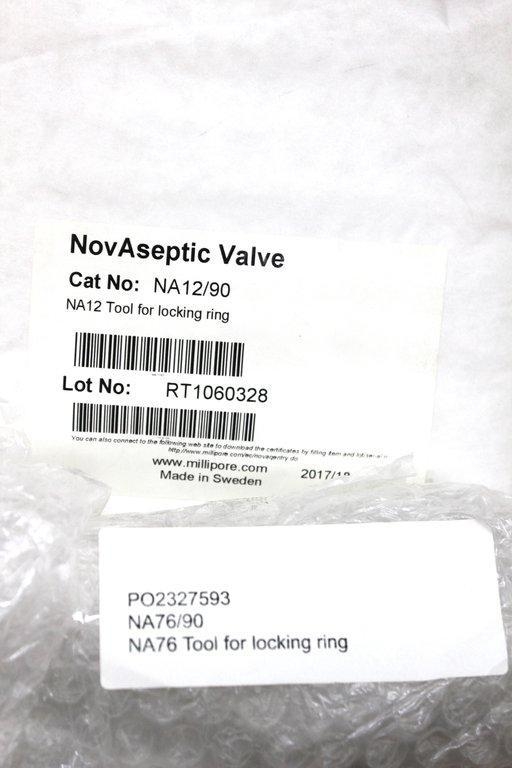 NovAseptic Valve
Cat No: NA12/90
NA12 Tool for locking ring
Lot No: RT1060328
You can also connect to the following web site to download the certificates by filling item and lot/serial n
www.millipore.com 2017/
Made in Sweden
PO2327593
NA76/90
NA76 Tool for locking ring